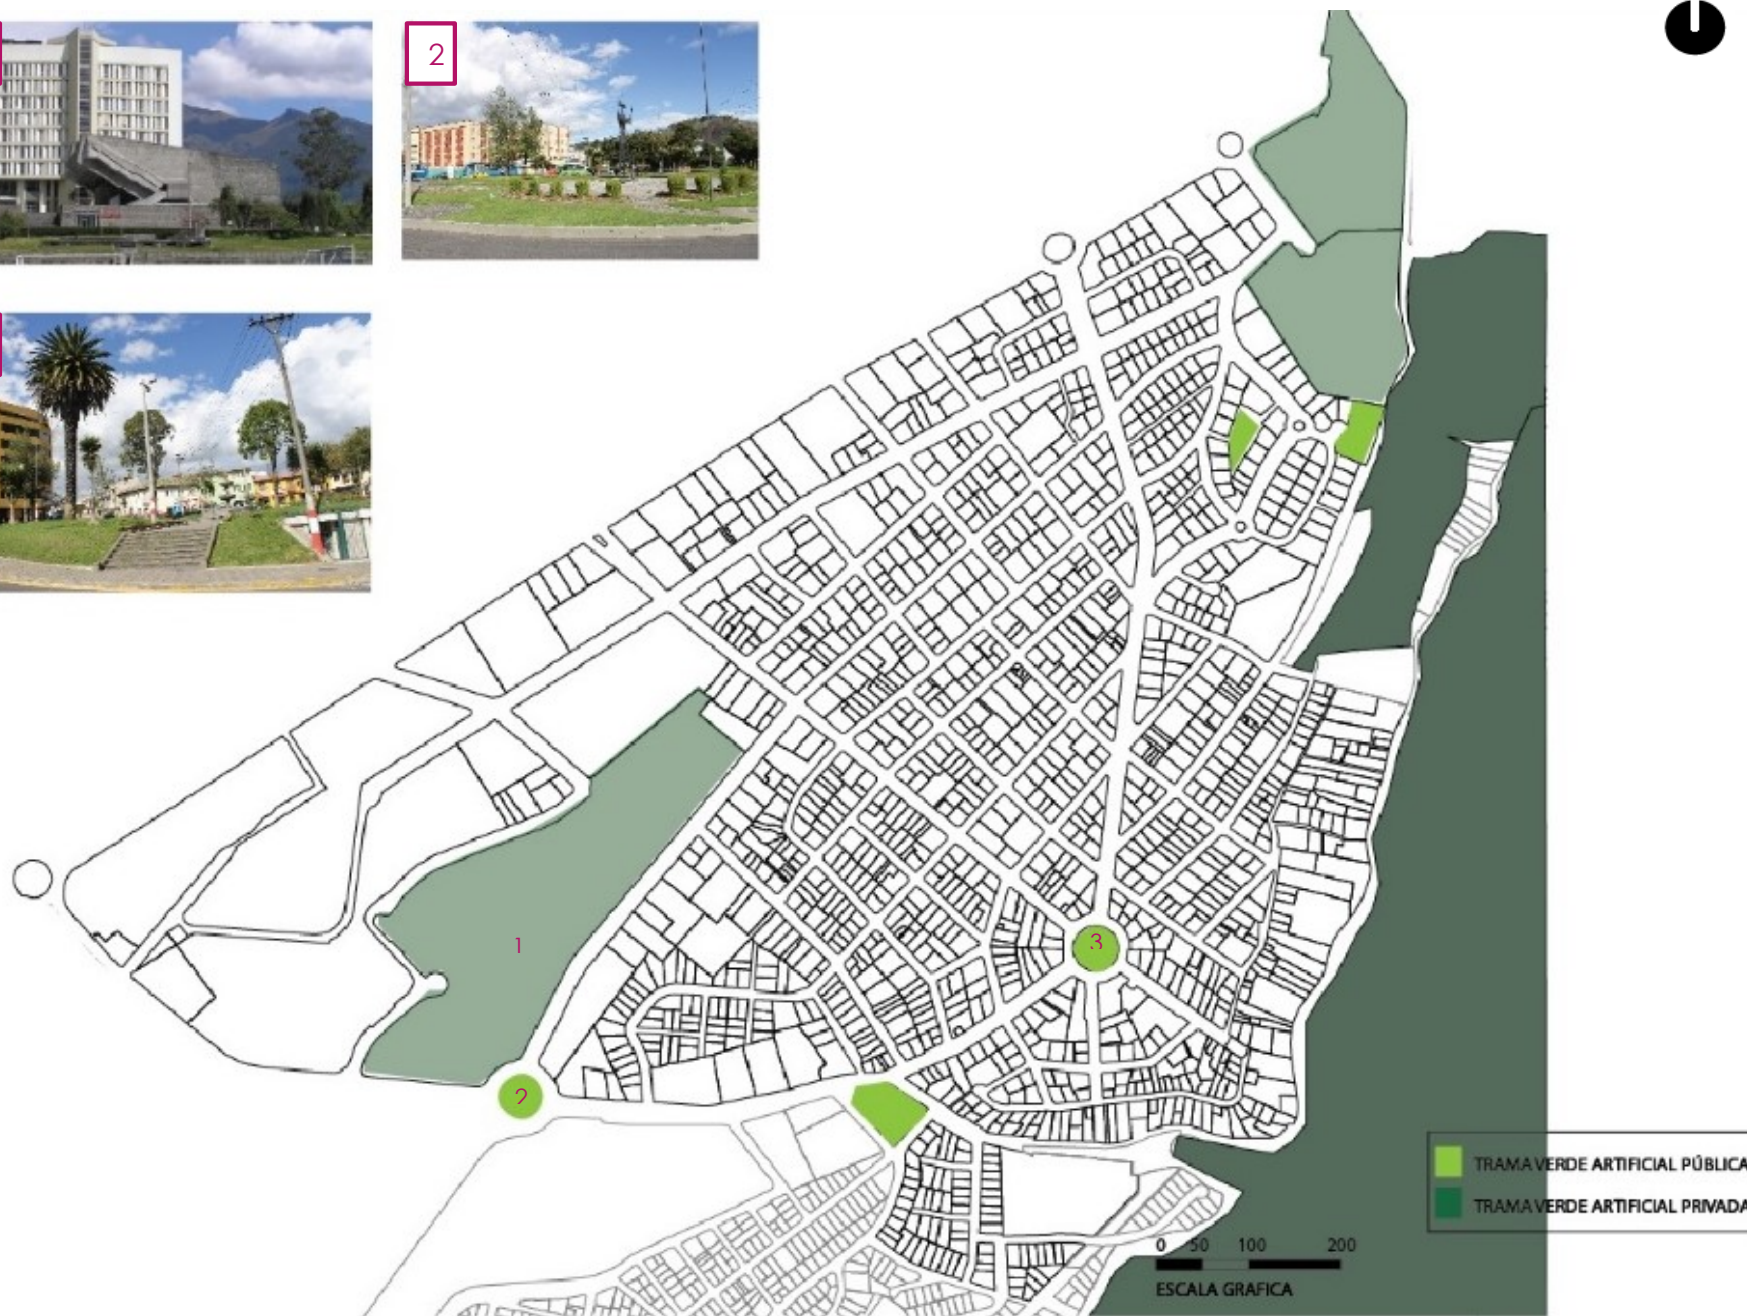 2
1
3
2
TRAMA VERDE ARTIFICIAL PÚBLICA
TRAMA VERDE ARTIFICIAL PRIVADA
0 50 100 200
ESCALA GRAFICA